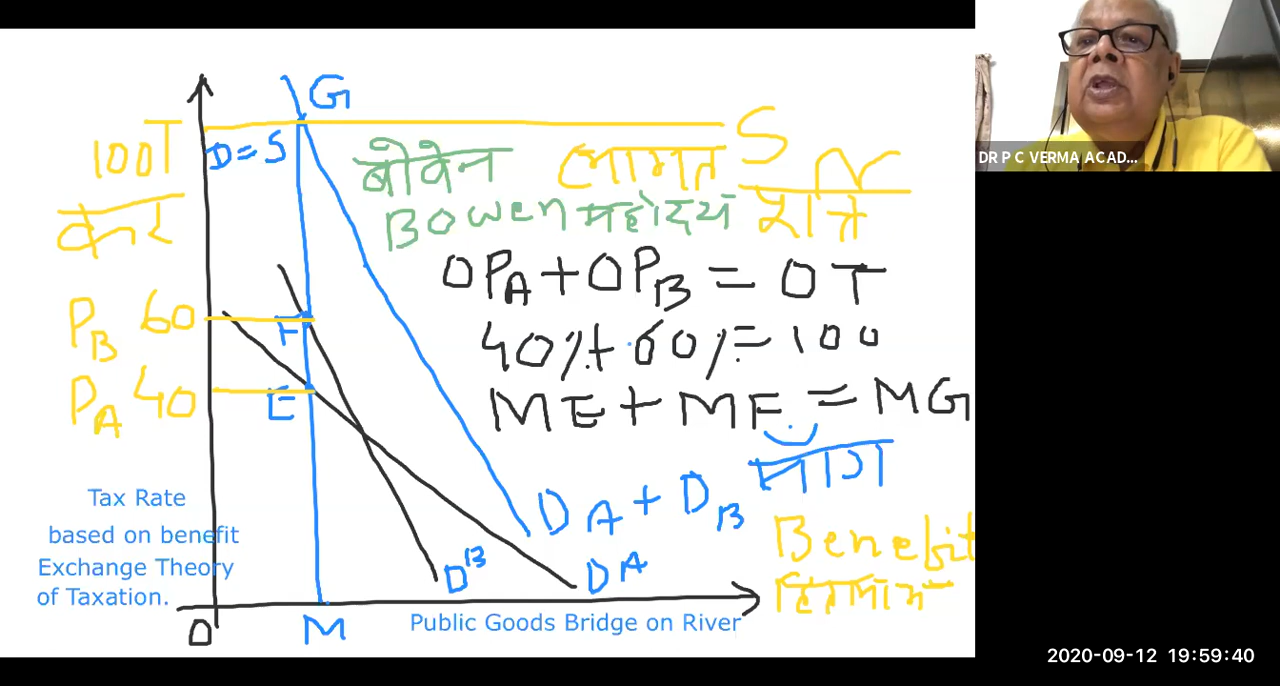 G
100T
D = S
बोवेन
लागत
S
कर
Bowen महोदय
OPA + OPB = OT
PB 60
F
40% + 60% = 100
PA 40
E
ME + MF = MG
मांग
DA + DB
Tax Rate
based on benefit
Exchange Theory
of Taxation.
Benefit
DB
DA
O
M
Public Goods Bridge on River
DR P C VERMA ACAD...
2020-09-12 19:59:40